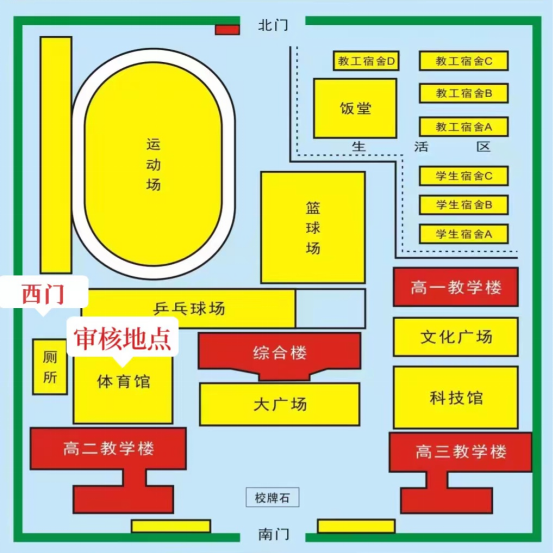 北门
教工宿舍D
教工宿舍C
教工宿舍B
饭堂
教工宿舍A
生活区
运动场
学生宿舍C
学生宿舍B
学生宿舍A
篮球场
西门
高一教学楼
乒乓球场
审核地点
文化广场
综合楼
厕所
体育馆
大广场
科技馆
高二教学楼
高三教学楼
校牌石
南门